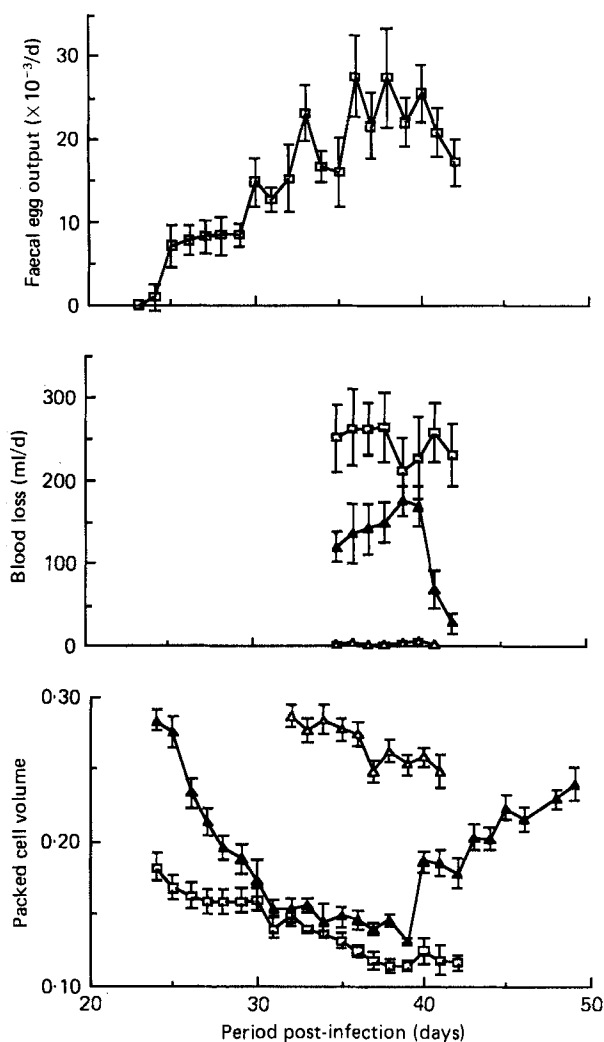 30
20
10
0
Faecal egg output (× 10⁻³/d)
300
200
100
0
Blood loss (ml/d)
0·30
0·20
0·10
Packed cell volume
20 30 40 50
Period post-infection (days)